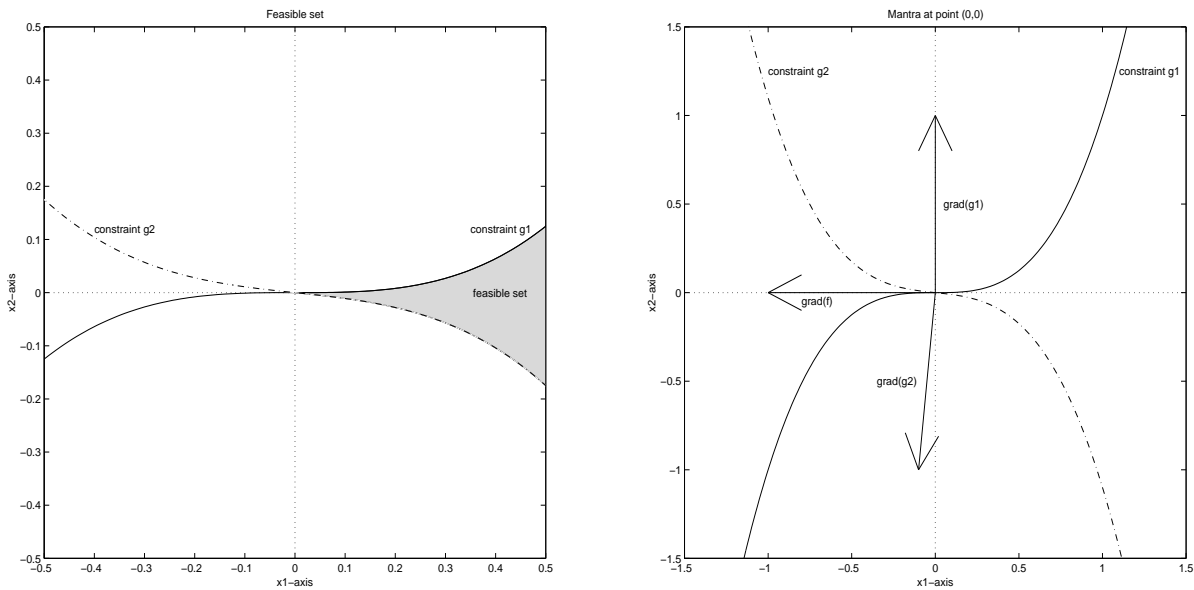 Feasible set
0.5
0.4
0.3
0.2
0.1
0
−0.1
−0.2
−0.3
−0.4
−0.5
x2−axis
constraint g2
constraint g1
feasible set
−0.5 −0.4 −0.3 −0.2 −0.1 0 0.1 0.2 0.3 0.4 0.5
x1−axis
Mantra at point (0,0)
1.5
1
0.5
0
−0.5
−1
−1.5
x2−axis
constraint g2
constraint g1
grad(g1)
grad(f)
grad(g2)
−1.5 −1 −0.5 0 0.5 1 1.5
x1−axis